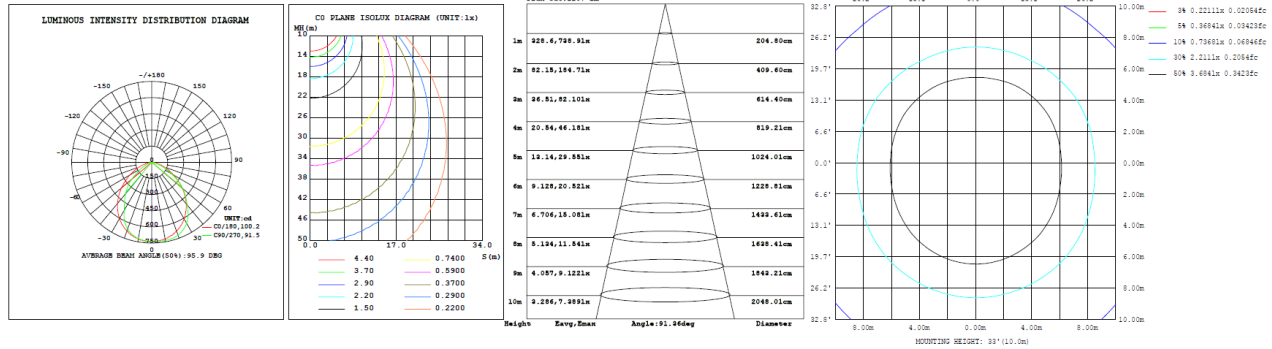 LUMINOUS INTENSITY DISTRIBUTION DIAGRAM
-/+180
-150 150
-120 120
-90 90
-60 60
-30 30
0
0
150
300
450
600
750
UNIT:cd
C0/180,100.2
C90/270,91.5
AVERAGE BEAM ANGLE(50%):95.9 DEG
C0 PLANE ISOLUX DIAGRAM (UNIT:lx)
MH(m)
10
14
18
22
26
30
34
38
42
46
50
0.0 17.0 34.0
S(m)
4.40 0.7400
3.70 0.5900
2.90 0.3700
2.20 0.2900
1.50 0.2200
1m 328.6,738.9lx 204.80cm
2m 82.15,184.7lx 409.60cm
3m 36.51,82.10lx 614.40cm
4m 20.54,46.18lx 819.21cm
5m 13.14,29.55lx 1024.01cm
6m 9.128,20.52lx 1228.81cm
7m 6.706,15.08lx 1433.61cm
8m 5.134,11.54lx 1638.41cm
9m 4.057,9.122lx 1843.21cm
10m 3.286,7.389lx 2048.01cm
Height Eavg,Emax Angle:91.36deg Diameter
32.8' 10.00m
26.2' 8.00m
19.7' 6.00m
13.1' 4.00m
6.6' 2.00m
0.0' 0.00m
6.6' 2.00m
13.1' 4.00m
19.7' 6.00m
26.2' 8.00m
32.8' 10.00m
8.00m 4.00m 0.00m 4.00m 8.00m
MOUNTING HEIGHT: 33'(10.0m)
3% 0.2211lx 0.02054fc
5% 0.3684lx 0.03423fc
10% 0.7368lx 0.06846fc
30% 2.211lx 0.2054fc
50% 3.684lx 0.3423fc